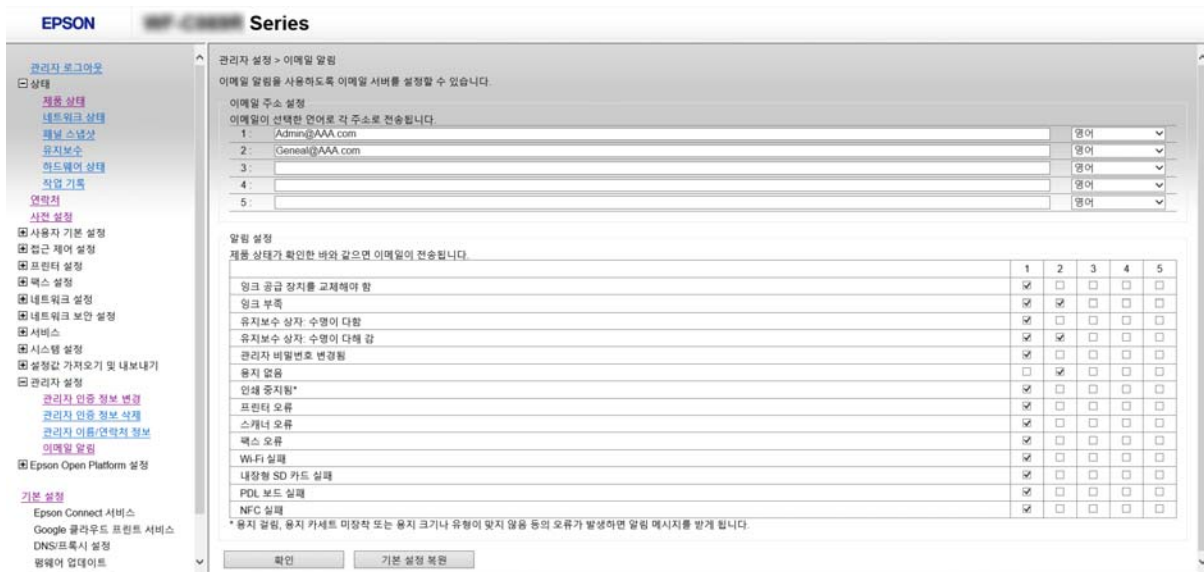 EPSON
Series
관리자 로그아웃
상태
제품 상태
네트워크 상태
패널 스냅샷
유지보수
하드웨어 상태
작업 기록
연락처
사전 설정
사용자 기본 설정
접근 제어 설정
프린터 설정
팩스 설정
네트워크 설정
네트워크 보안 설정
서비스
시스템 설정
설정값 가져오기 및 내보내기
관리자 설정
관리자 인증 정보 변경
관리자 인증 정보 삭제
관리자 이름/연락처 정보
이메일 알림
Epson Open Platform 설정
기본 설정
Epson Connect 서비스
Google 클라우드 프린트 서비스
DNS/프록시 설정
펌웨어 업데이트
관리자 설정 > 이메일 알림
이메일 알림을 사용하도록 이메일 서버를 설정할 수 있습니다.
이메일 주소 설정
이메일이 선택한 언어로 각 주소로 전송됩니다.
1 : Admin@AAA.com 영어
2 : Geneal@AAA.com 영어
3 : 영어
4 : 영어
5 : 영어
알림 설정
제품 상태가 확인한 바와 같으면 이메일이 전송됩니다.
1 2 3 4 5
잉크 공급 장치를 교체해야 함
잉크 부족
유지보수 상자: 수명이 다함
유지보수 상자: 수명이 다해 감
관리자 비밀번호 변경됨
용지 없음
인쇄 중지됨*
프린터 오류
스캐너 오류
팩스 오류
Wi-Fi 실패
내장형 SD 카드 실패
PDL 보드 실패
NFC 실패
* 용지 걸림, 용지 카세트 미장착 또는 용지 크기나 유형이 맞지 않음 등의 오류가 발생하면 알림 메시지를 받게 됩니다.
확인
기본 설정 복원